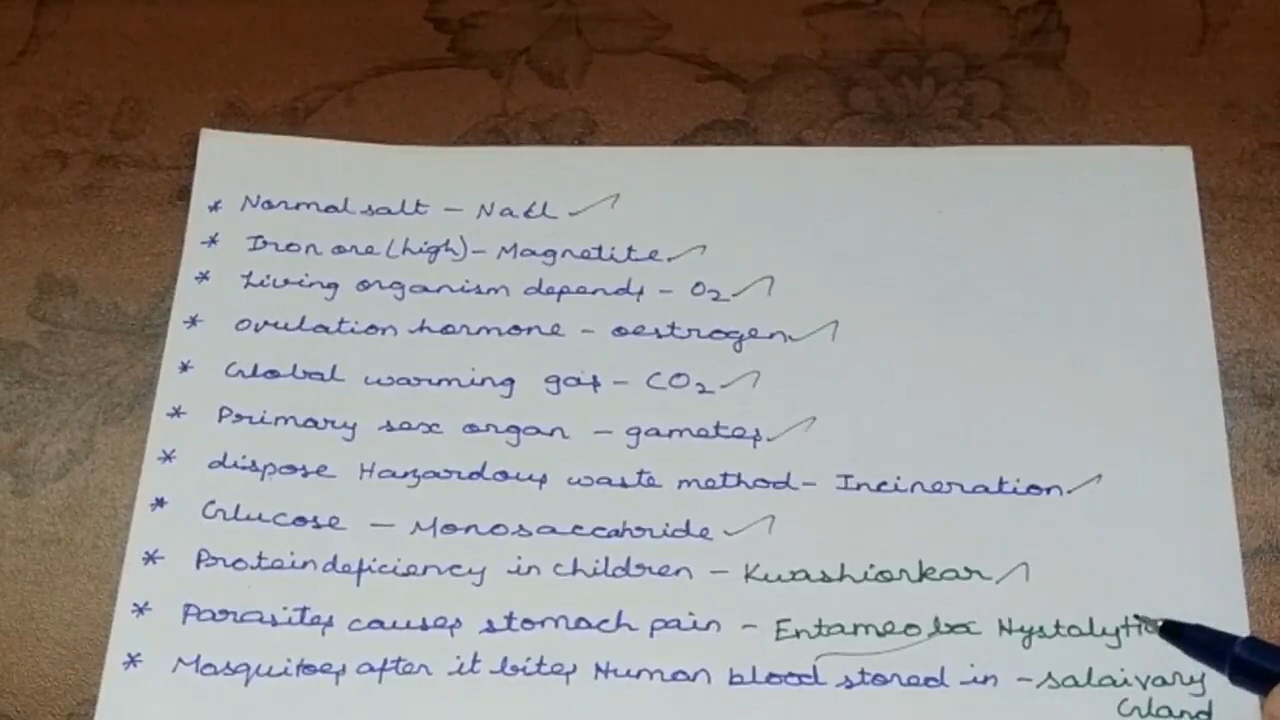 * Normal salt - Nacl
* Iron ore (high) - Magnetite
* Living organism depends - O2
* Ovulation hormone - oestrogen
* Global warming gas - CO2
* Primary sex organ - gametes
* dispose Hazardous waste method - Incineration
* Glucose - Monosaccahride
* Protein deficiency in children - Kwashiorkar
* Parasites causes stomach pain - Entameoba Hystalytic
* Mosquitoes after it bites Human blood stored in - salaivary
Gland